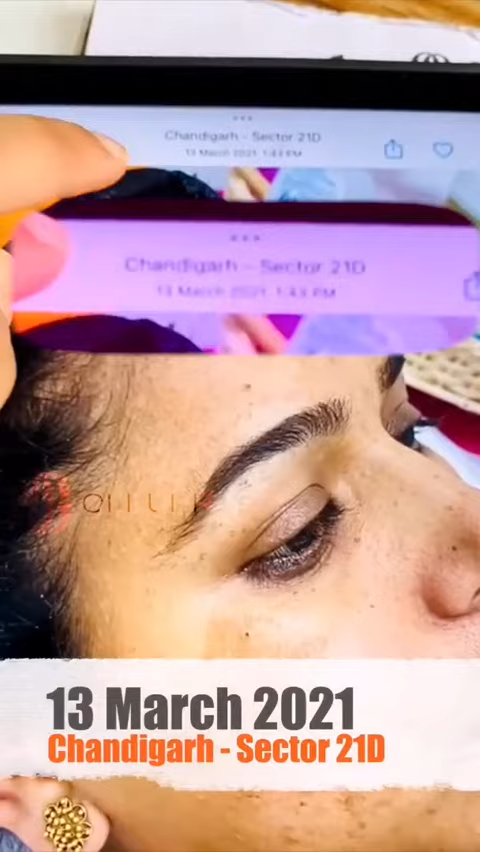 Chandigarh - Sector 21D
13 March 2021 1:43 PM
Chandigarh - Sector 21D
13 March 2021 1:43 PM
13 March 2021
Chandigarh - Sector 21D